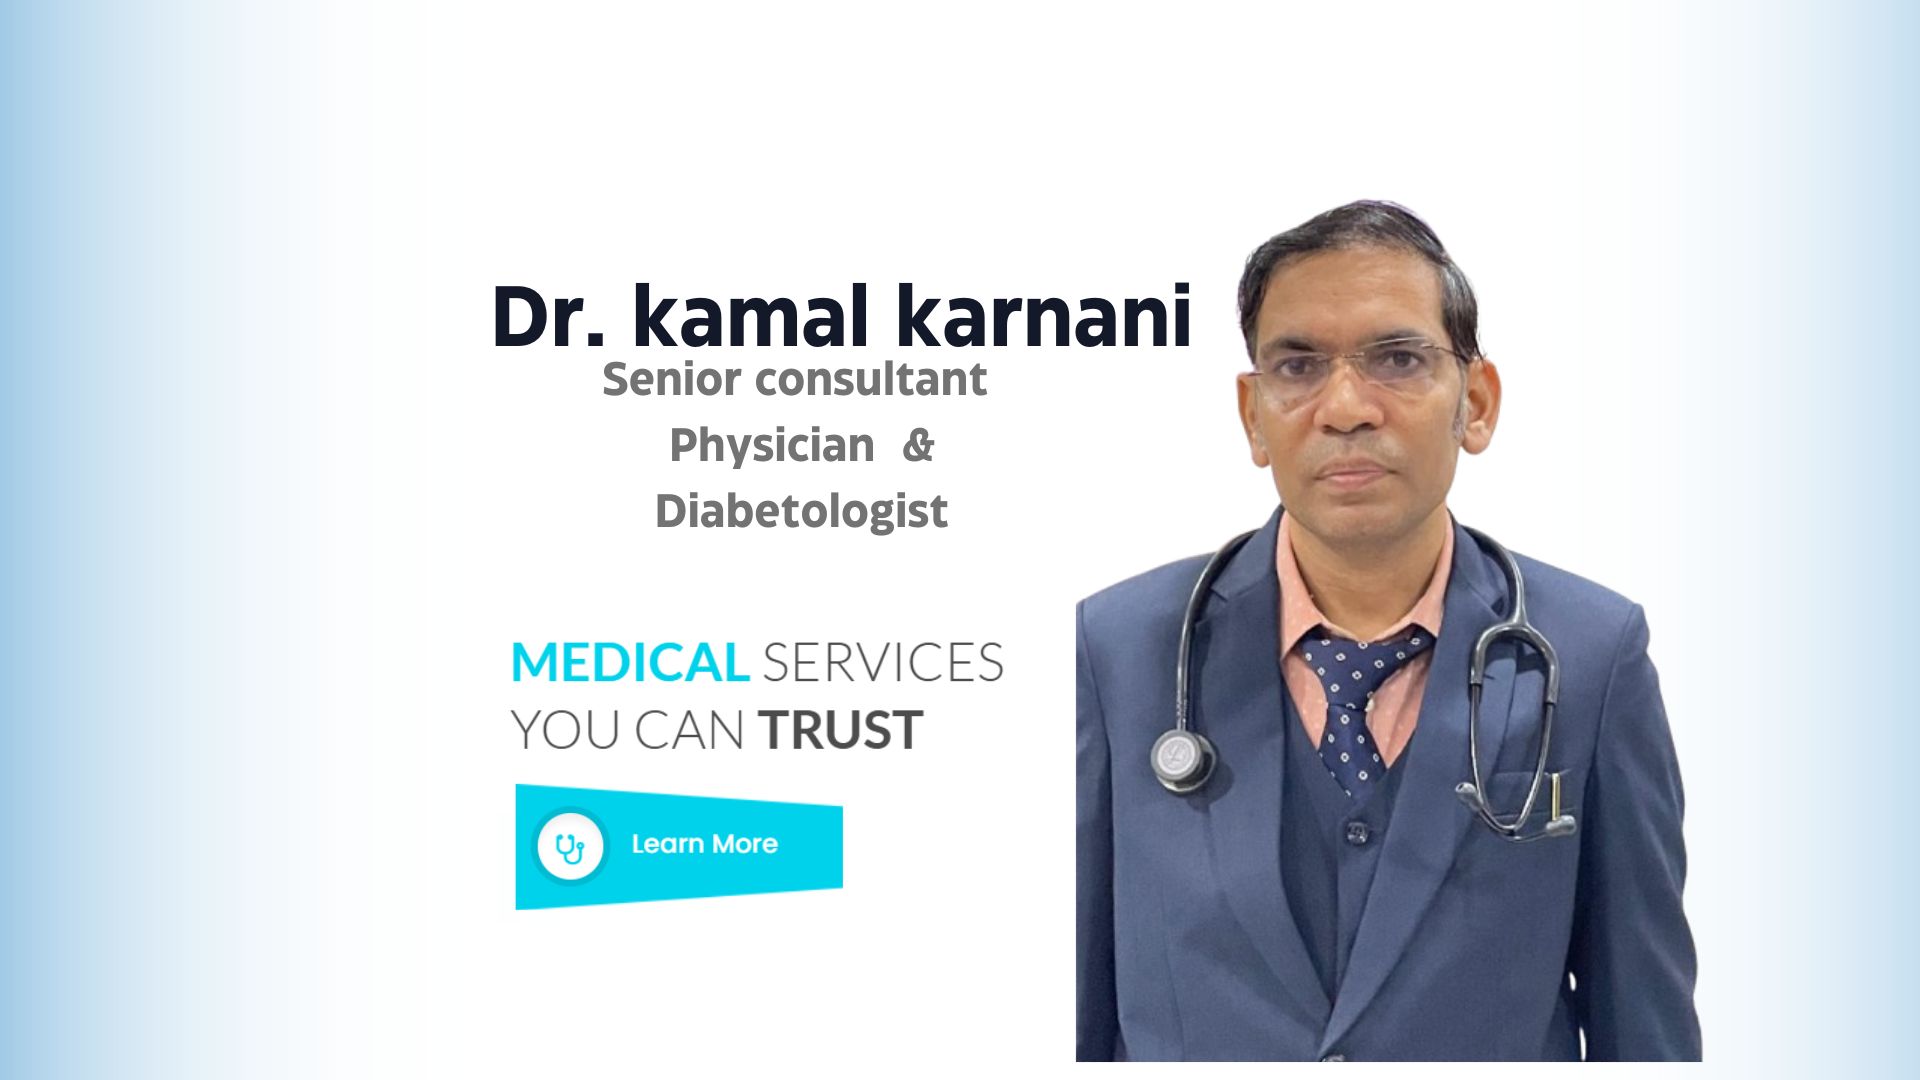 Dr. kamal karnani
Senior consultant
Physician &
Diabetologist
MEDICAL SERVICES
YOU CAN TRUST
Learn More